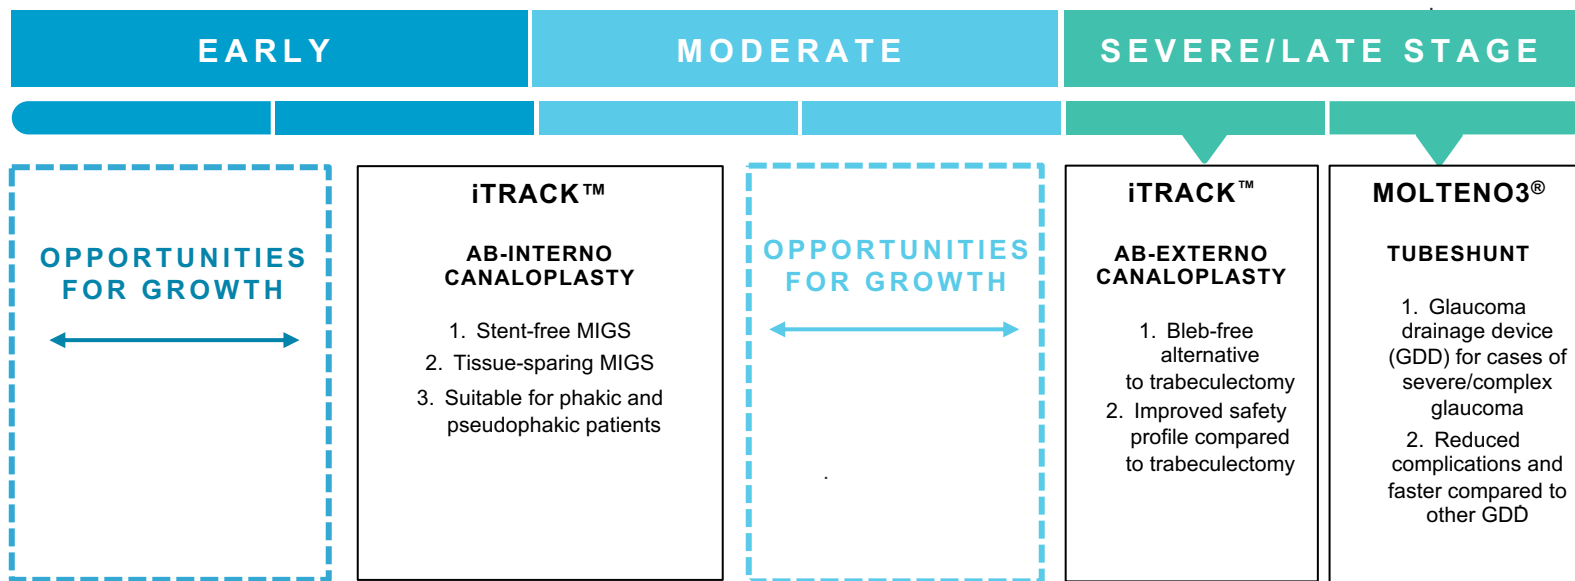 EARLY
MODERATE
SEVERE/LATE STAGE
OPPORTUNITIES
FOR GROWTH
iTRACK™
AB-INTERNO
CANALOPLASTY
1. Stent-free MIGS
2. Tissue-sparing MIGS
3. Suitable for phakic and
pseudophakic patients
OPPORTUNITIES
FOR GROWTH
iTRACK™
AB-EXTERNO
CANALOPLASTY
1. Bleb-free
alternative
to trabeculectomy
2. Improved safety
profile compared
to trabeculectomy
MOLTENO3®
TUBESHUNT
1. Glaucoma
drainage device
(GDD) for cases of
severe/complex
glaucoma
2. Reduced
complications and
faster compared to
other GDD